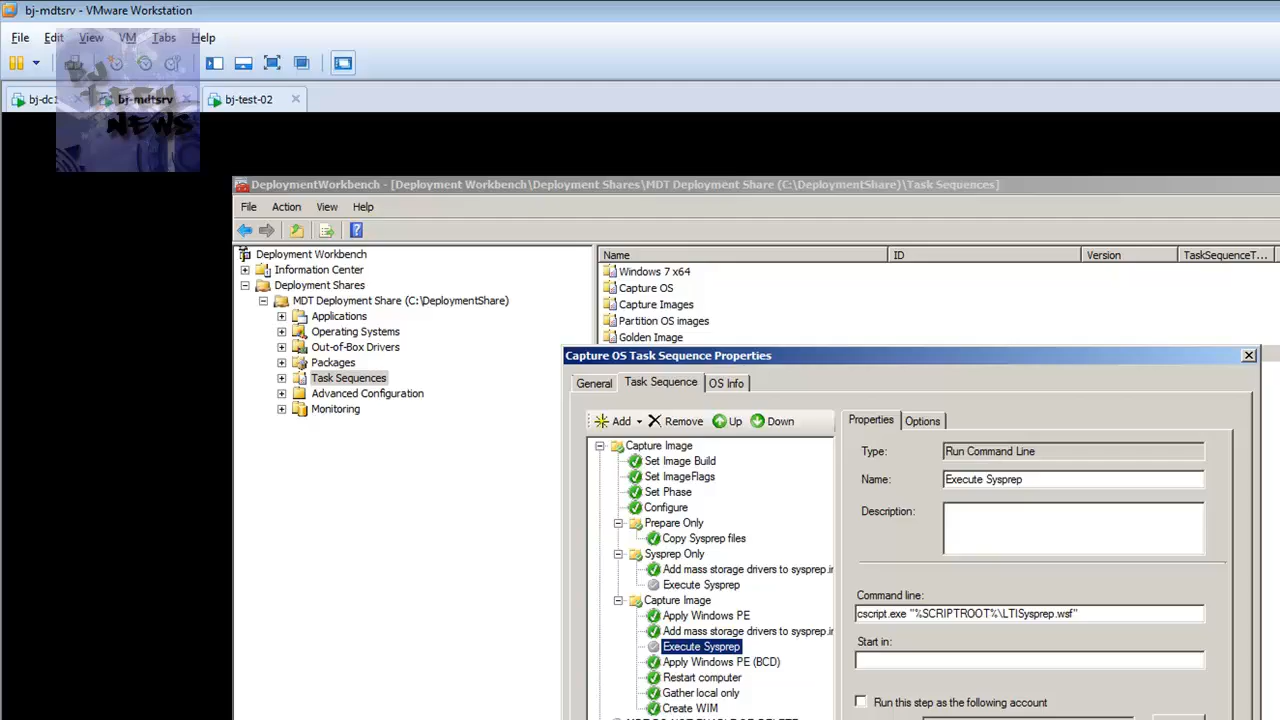 bj-mdtsrv - VMware Workstation
File Edit View VM Tabs Help
BJ
TECH
NEWS
bj-dc1 bj-mdtsrv bj-test-02
DeploymentWorkbench - [Deployment Workbench\Deployment Shares\MDT Deployment Share (C:\DeploymentShare)\Task Sequences]
File Action View Help
Deployment Workbench
Information Center
Deployment Shares
MDT Deployment Share (C:\DeploymentShare)
Applications
Operating Systems
Out-of-Box Drivers
Packages
Task Sequences
Advanced Configuration
Monitoring
Name ID Version TaskSequenceT...
Windows 7 x64
Capture OS
Capture Images
Partition OS images
Golden Image
Capture OS Task Sequence Properties
General Task Sequence OS Info
Add Remove Up Down
Capture Image
Set Image Build
Set ImageFlags
Set Phase
Configure
Prepare Only
Copy Sysprep files
Sysprep Only
Add mass storage drivers to sysprep.in
Execute Sysprep
Capture Image
Apply Windows PE
Add mass storage drivers to sysprep.in
Execute Sysprep
Apply Windows PE (BCD)
Restart computer
Gather local only
Create WIM
Properties Options
Type: Run Command Line
Name: Execute Sysprep
Description:
Command line:
cscript.exe "%SCRIPTROOT%\LTISysprep.wsf"
Start in:
Run this step as the following account